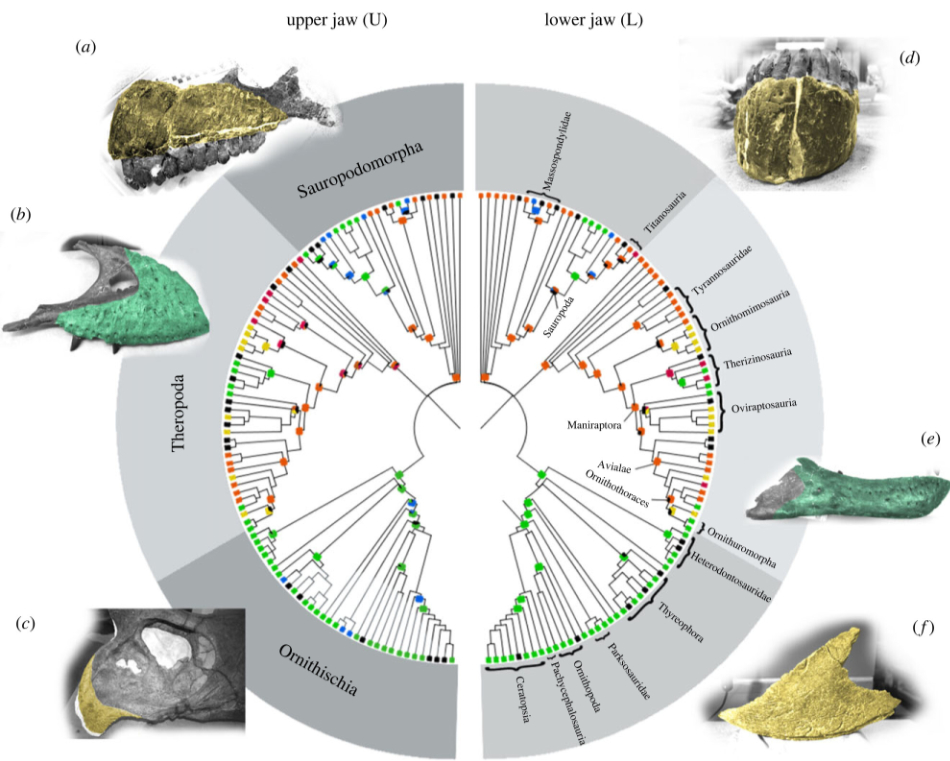 upper jaw (U)
lower jaw (L)
(a)
(d)
Sauropodomorpha
Massospondylidae
Titanosauria
(b)
Tyrannosauridae
Ornithomimosauria
Sauropoda
Therizinosauria
Theropoda
Oviraptosauria
Maniraptora
(e)
Avialae
Ornithothoraces
Ornithuromorpha
Heterodontosauridae
Thyreophora
(c)
(f)
Ornithischia
Parksosauridae
Ornithopoda
Pachycephalosauria
Ceratopsia